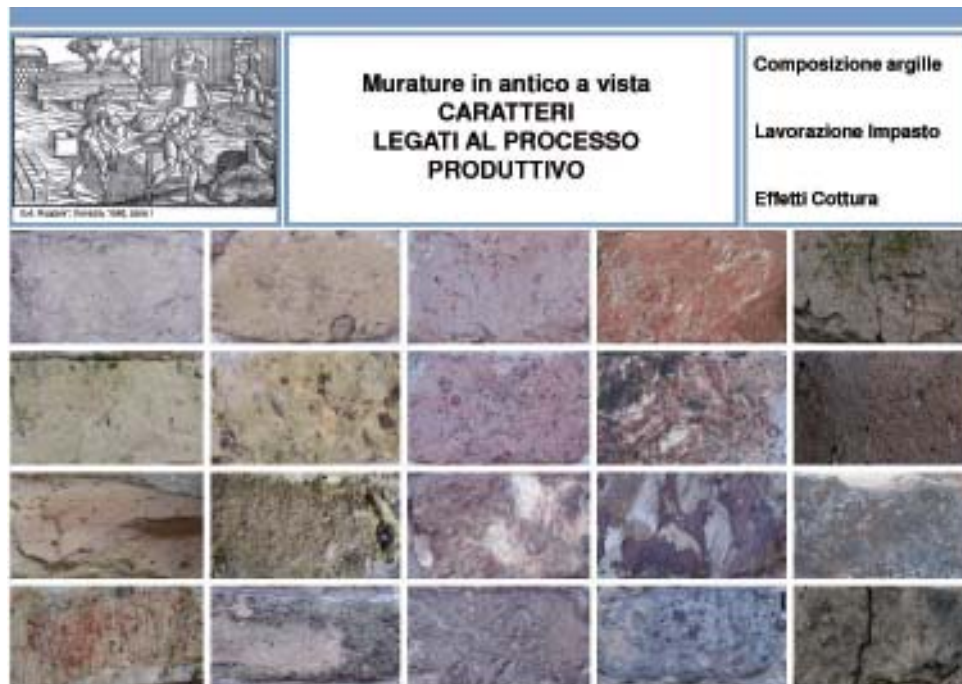 Murature in antico a vista
CARATTERI
LEGATI AL PROCESSO
PRODUTTIVO
Composizione argille
Lavorazione Impasto
Effetti Cottura